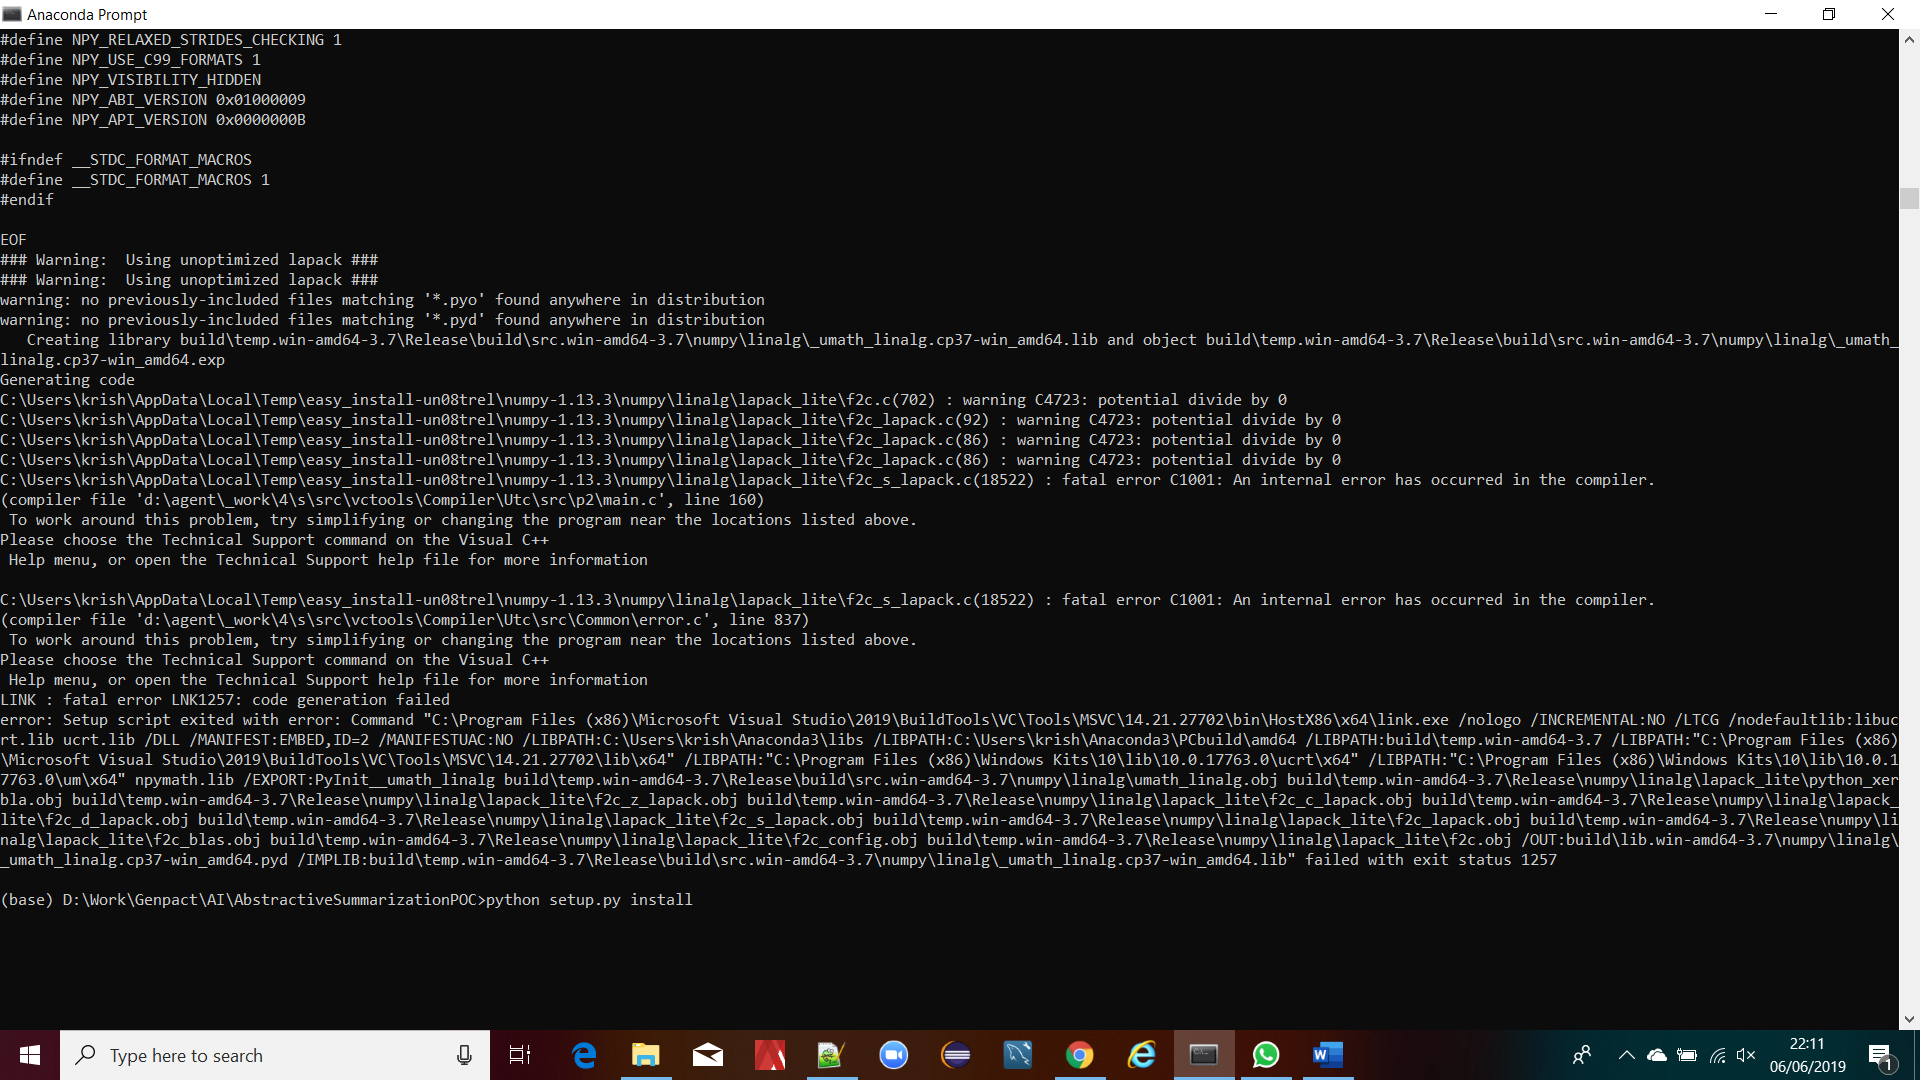 Anaconda Prompt
#define NPY_RELAXED_STRIDES_CHECKING 1
#define NPY_USE_C99_FORMATS 1
#define NPY_VISIBILITY_HIDDEN
#define NPY_ABI_VERSION 0x01000009
#define NPY_API_VERSION 0x0000000B
#ifndef __STDC_FORMAT_MACROS
#define __STDC_FORMAT_MACROS 1
#endif
EOF
### Warning:  Using unoptimized lapack ###
### Warning:  Using unoptimized lapack ###
warning: no previously-included files matching '*.pyo' found anywhere in distribution
warning: no previously-included files matching '*.pyd' found anywhere in distribution
   Creating library build\temp.win-amd64-3.7\Release\build\src.win-amd64-3.7\numpy\linalg\_umath_linalg.cp37-win_amd64.lib and object build\temp.win-amd64-3.7\Release\build\src.win-amd64-3.7\numpy\linalg\_umath_
linalg.cp37-win_amd64.exp
Generating code
C:\Users\krish\AppData\Local\Temp\easy_install-un08trel\numpy-1.13.3\numpy\linalg\lapack_lite\f2c.c(702) : warning C4723: potential divide by 0
C:\Users\krish\AppData\Local\Temp\easy_install-un08trel\numpy-1.13.3\numpy\linalg\lapack_lite\f2c_lapack.c(92) : warning C4723: potential divide by 0
C:\Users\krish\AppData\Local\Temp\easy_install-un08trel\numpy-1.13.3\numpy\linalg\lapack_lite\f2c_lapack.c(86) : warning C4723: potential divide by 0
C:\Users\krish\AppData\Local\Temp\easy_install-un08trel\numpy-1.13.3\numpy\linalg\lapack_lite\f2c_lapack.c(86) : warning C4723: potential divide by 0
C:\Users\krish\AppData\Local\Temp\easy_install-un08trel\numpy-1.13.3\numpy\linalg\lapack_lite\f2c_s_lapack.c(18522) : fatal error C1001: An internal error has occurred in the compiler.
(compiler file 'd:\agent\_work\4\s\src\vctools\Compiler\Utc\src\p2\main.c', line 160)
 To work around this problem, try simplifying or changing the program near the locations listed above.
Please choose the Technical Support command on the Visual C++
 Help menu, or open the Technical Support help file for more information
C:\Users\krish\AppData\Local\Temp\easy_install-un08trel\numpy-1.13.3\numpy\linalg\lapack_lite\f2c_s_lapack.c(18522) : fatal error C1001: An internal error has occurred in the compiler.
(compiler file 'd:\agent\_work\4\s\src\vctools\Compiler\Utc\src\Common\error.c', line 837)
 To work around this problem, try simplifying or changing the program near the locations listed above.
Please choose the Technical Support command on the Visual C++
 Help menu, or open the Technical Support help file for more information
LINK : fatal error LNK1257: code generation failed
error: Setup script exited with error: Command "C:\Program Files (x86)\Microsoft Visual Studio\2019\BuildTools\VC\Tools\MSVC\14.21.27702\bin\HostX86\x64\link.exe /nologo /INCREMENTAL:NO /LTCG /nodefaultlib:libuc
rt.lib ucrt.lib /DLL /MANIFEST:EMBED,ID=2 /MANIFESTUAC:NO /LIBPATH:C:\Users\krish\Anaconda3\libs /LIBPATH:C:\Users\krish\Anaconda3\PCbuild\amd64 /LIBPATH:build\temp.win-amd64-3.7 /LIBPATH:"C:\Program Files (x86)
\Microsoft Visual Studio\2019\BuildTools\VC\Tools\MSVC\14.21.27702\lib\x64" /LIBPATH:"C:\Program Files (x86)\Windows Kits\10\lib\10.0.17763.0\ucrt\x64" /LIBPATH:"C:\Program Files (x86)\Windows Kits\10\lib\10.0.1
7763.0\um\x64" npymath.lib /EXPORT:PyInit__umath_linalg build\temp.win-amd64-3.7\Release\build\src.win-amd64-3.7\numpy\linalg\umath_linalg.obj build\temp.win-amd64-3.7\Release\numpy\linalg\lapack_lite\python_xer
bla.obj build\temp.win-amd64-3.7\Release\numpy\linalg\lapack_lite\f2c_z_lapack.obj build\temp.win-amd64-3.7\Release\numpy\linalg\lapack_lite\f2c_c_lapack.obj build\temp.win-amd64-3.7\Release\numpy\linalg\lapack_
lite\f2c_d_lapack.obj build\temp.win-amd64-3.7\Release\numpy\linalg\lapack_lite\f2c_s_lapack.obj build\temp.win-amd64-3.7\Release\numpy\linalg\lapack_lite\f2c_lapack.obj build\temp.win-amd64-3.7\Release\numpy\li
nalg\lapack_lite\f2c_blas.obj build\temp.win-amd64-3.7\Release\numpy\linalg\lapack_lite\f2c_config.obj build\temp.win-amd64-3.7\Release\numpy\linalg\lapack_lite\f2c.obj /OUT:build\lib.win-amd64-3.7\numpy\linalg\
_umath_linalg.cp37-win_amd64.pyd /IMPLIB:build\temp.win-amd64-3.7\Release\build\src.win-amd64-3.7\numpy\linalg\_umath_linalg.cp37-win_amd64.lib" failed with exit status 1257
(base) D:\Work\Genpact\AI\AbstractiveSummarizationPOC>python setup.py install
Type here to search
22:11
06/06/2019
1